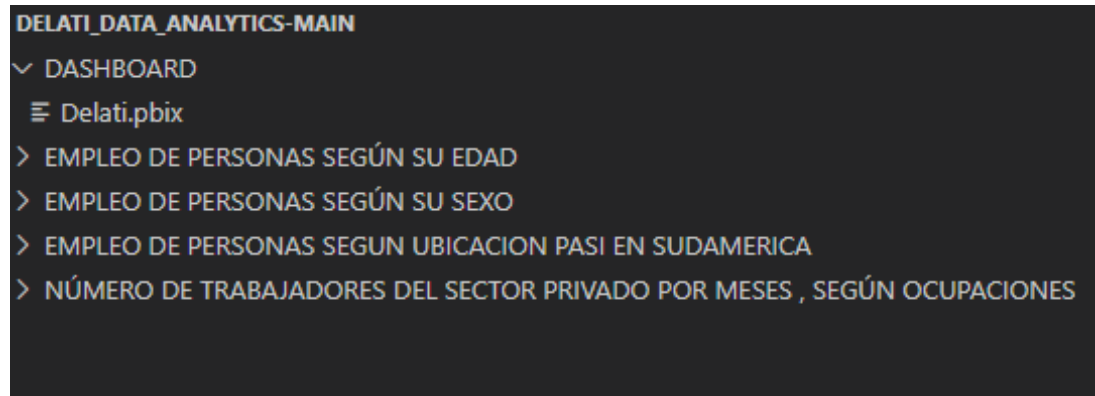 DELATI_DATA_ANALYTICS-MAIN
DASHBOARD
Delati.pbix
EMPLEO DE PERSONAS SEGÚN SU EDAD
EMPLEO DE PERSONAS SEGÚN SU SEXO
EMPLEO DE PERSONAS SEGUN UBICACION PASI EN SUDAMERICA
NÚMERO DE TRABAJADORES DEL SECTOR PRIVADO POR MESES , SEGÚN OCUPACIONES